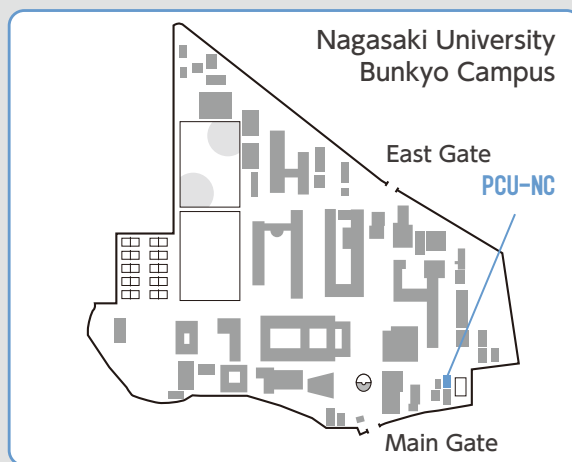 Nagasaki University
Bunkyo Campus
East Gate
PCU-NC
Main Gate